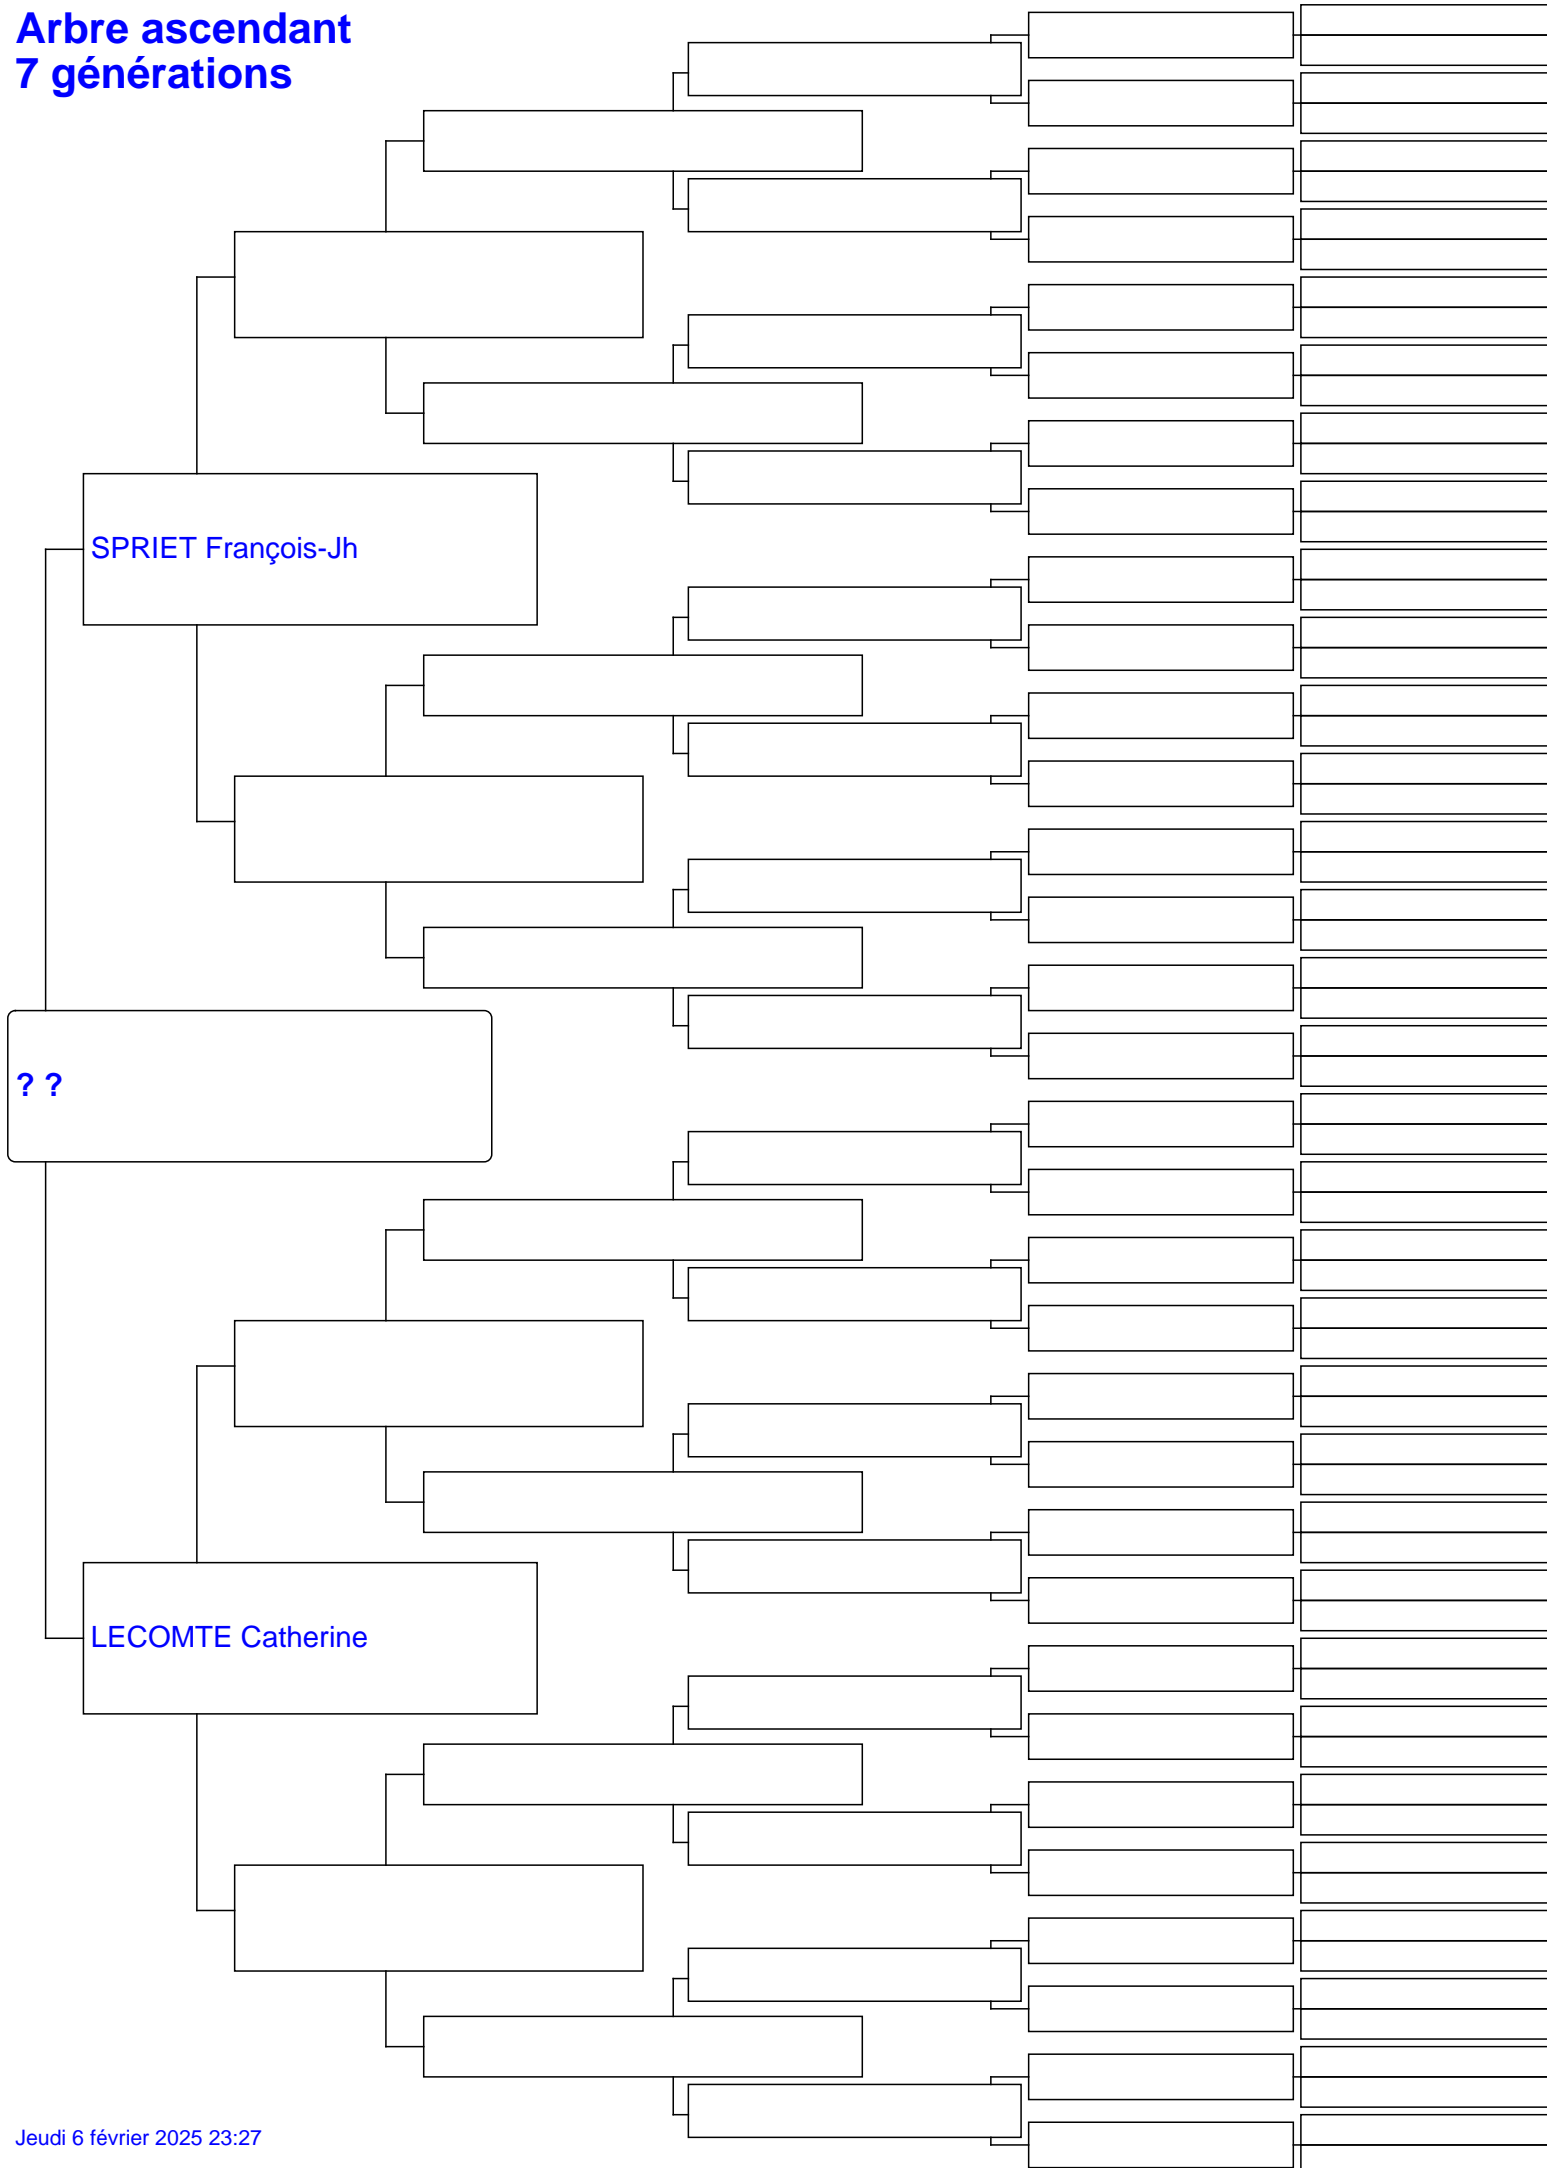 Arbre ascendant
7 générations
SPRIET François-Jh
? ?
LECOMTE Catherine
Jeudi 6 février 2025 23:27